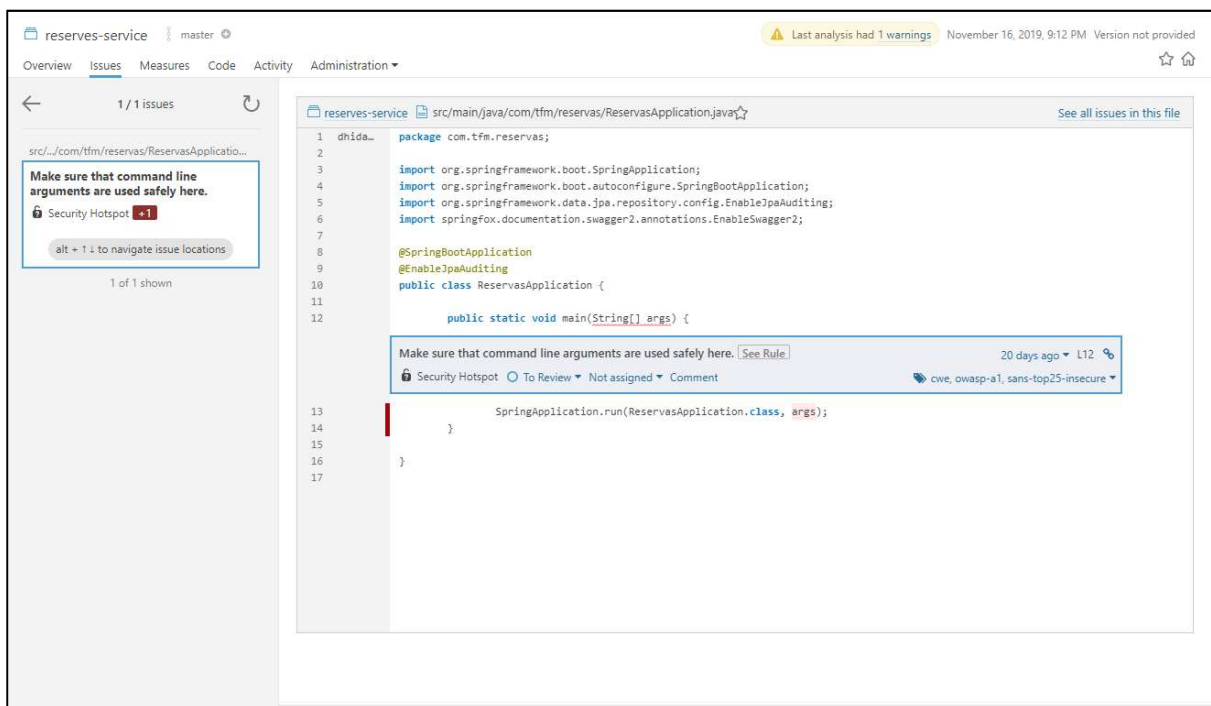 reserves-service master
Last analysis had 1 warnings November 16, 2019, 9:12 PM Version not provided
Overview Issues Measures Code Activity Administration
1 / 1 issues
src/.../com/tfm/reservas/ReservasApplicatio...
Make sure that command line
arguments are used safely here.
Security Hotspot +1
alt + ↑ ↓ to navigate issue locations
1 of 1 shown
reserves-service src/main/java/com/tfm/reservas/ReservasApplication.java See all issues in this file
1 dhida... package com.tfm.reservas;
2
3 import org.springframework.boot.SpringApplication;
4 import org.springframework.boot.autoconfigure.SpringBootApplication;
5 import org.springframework.data.jpa.repository.config.EnableJpaAuditing;
6 import springfox.documentation.swagger2.annotations.EnableSwagger2;
7
8 @SpringBootApplication
9 @EnableJpaAuditing
10 public class ReservasApplication {
11
12 public static void main(String[] args) {
Make sure that command line arguments are used safely here. See Rule 20 days ago L12
Security Hotspot To Review Not assigned Comment cwe, owasp-a1, sans-top25-insecure
13 SpringApplication.run(ReservasApplication.class, args);
14 }
15
16 }
17